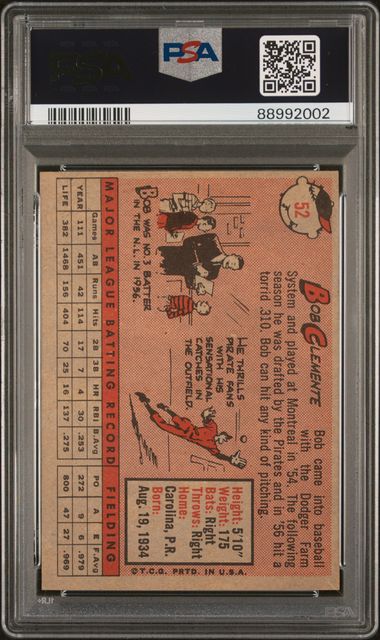 PSA
PSA
88992002
52
BOB CLEMENTE
Bob came into baseball
with the Dodger Farm
System and played at Montreal in '54. The following
season he was drafted by the Pirates and in '56 hit a
torrid .310. Bob can hit any kind of pitching.
BOB WAS NO. 3 BATTER
IN THE N.L. IN
1956.
HE THRILLS
PIRATE FANS
WITH HIS
SENSATIONAL
CATCHES IN
THE OUTFIELD.
Height: 5'10"
Weight: 175
Bats: Right
Throws: Right
Home:
Carolina, P.R.
Born:
Aug. 19, 1934
MAJOR LEAGUE BATTING RECORD FIELDING
Games AB Runs Hits 2B 3B HR RBI B.Avg PO A E F.Avg
YEAR 111 451 42 114 17 7 4 30 .253 272 9 6 .979
LIFE 382 1468 156 404 70 25 16 137 .275 800 47 27 .969
© T.C.G. PRTD. IN U.S.A.